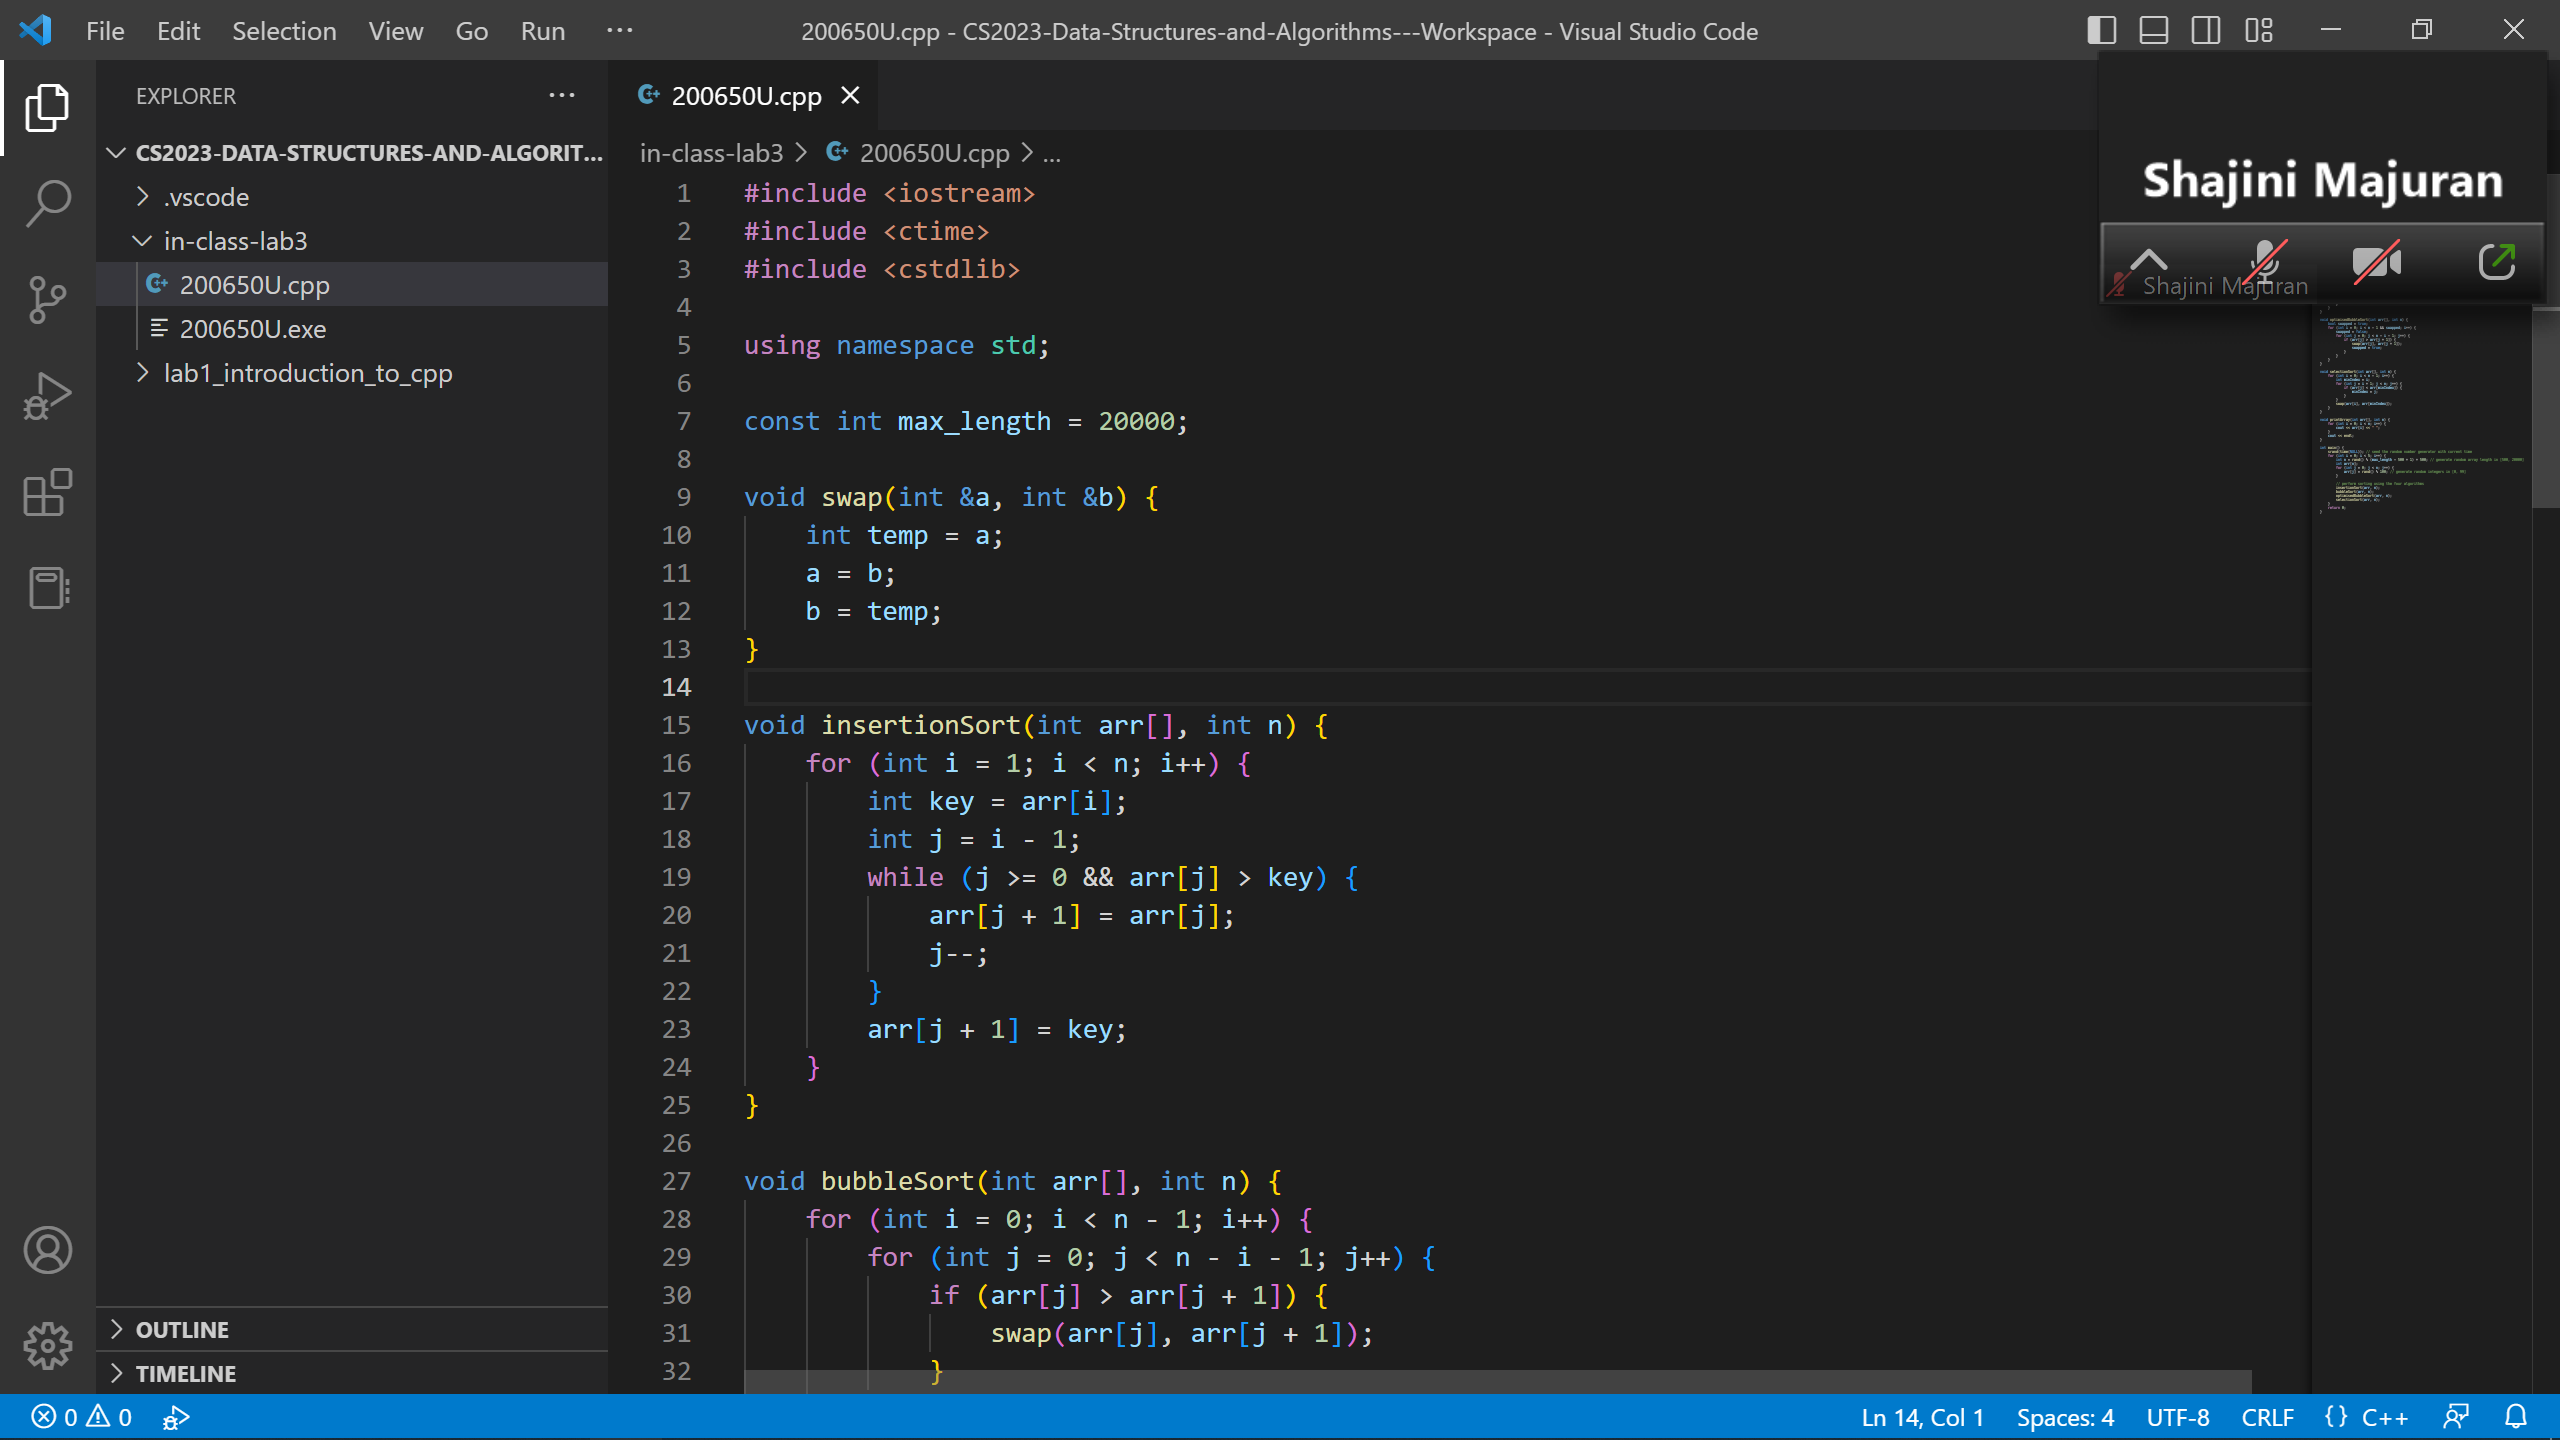 File Edit Selection View Go Run ··· 200650U.cpp - CS2023-Data-Structures-and-Algorithms---Workspace - Visual Studio Code
EXPLORER
CS2023-DATA-STRUCTURES-AND-ALGORIT...
.vscode
in-class-lab3
200650U.cpp
200650U.exe
lab1_introduction_to_cpp
OUTLINE
TIMELINE
200650U.cpp
in-class-lab3 > 200650U.cpp > ...
1 #include <iostream>
2 #include <ctime>
3 #include <cstdlib>
4
5 using namespace std;
6
7 const int max_length = 20000;
8
9 void swap(int &a, int &b) {
10     int temp = a;
11     a = b;
12     b = temp;
13 }
14
15 void insertionSort(int arr[], int n) {
16     for (int i = 1; i < n; i++) {
17         int key = arr[i];
18         int j = i - 1;
19         while (j >= 0 && arr[j] > key) {
20             arr[j + 1] = arr[j];
21             j--;
22         }
23         arr[j + 1] = key;
24     }
25 }
26
27 void bubbleSort(int arr[], int n) {
28     for (int i = 0; i < n - 1; i++) {
29         for (int j = 0; j < n - i - 1; j++) {
30             if (arr[j] > arr[j + 1]) {
31                 swap(arr[j], arr[j + 1]);
32             }
Shajini Majuran
Shajini Majuran
0 0 Ln 14, Col 1 Spaces: 4 UTF-8 CRLF {} C++